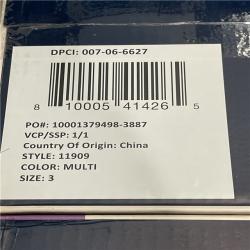 DPCI: 007-06-6627
8 10005 41426 5
PO#: 10001379498-3887
VCP/SSP: 1/1
Country Of Origin: China
STYLE: 11909
COLOR: MULTI
SIZE: 3